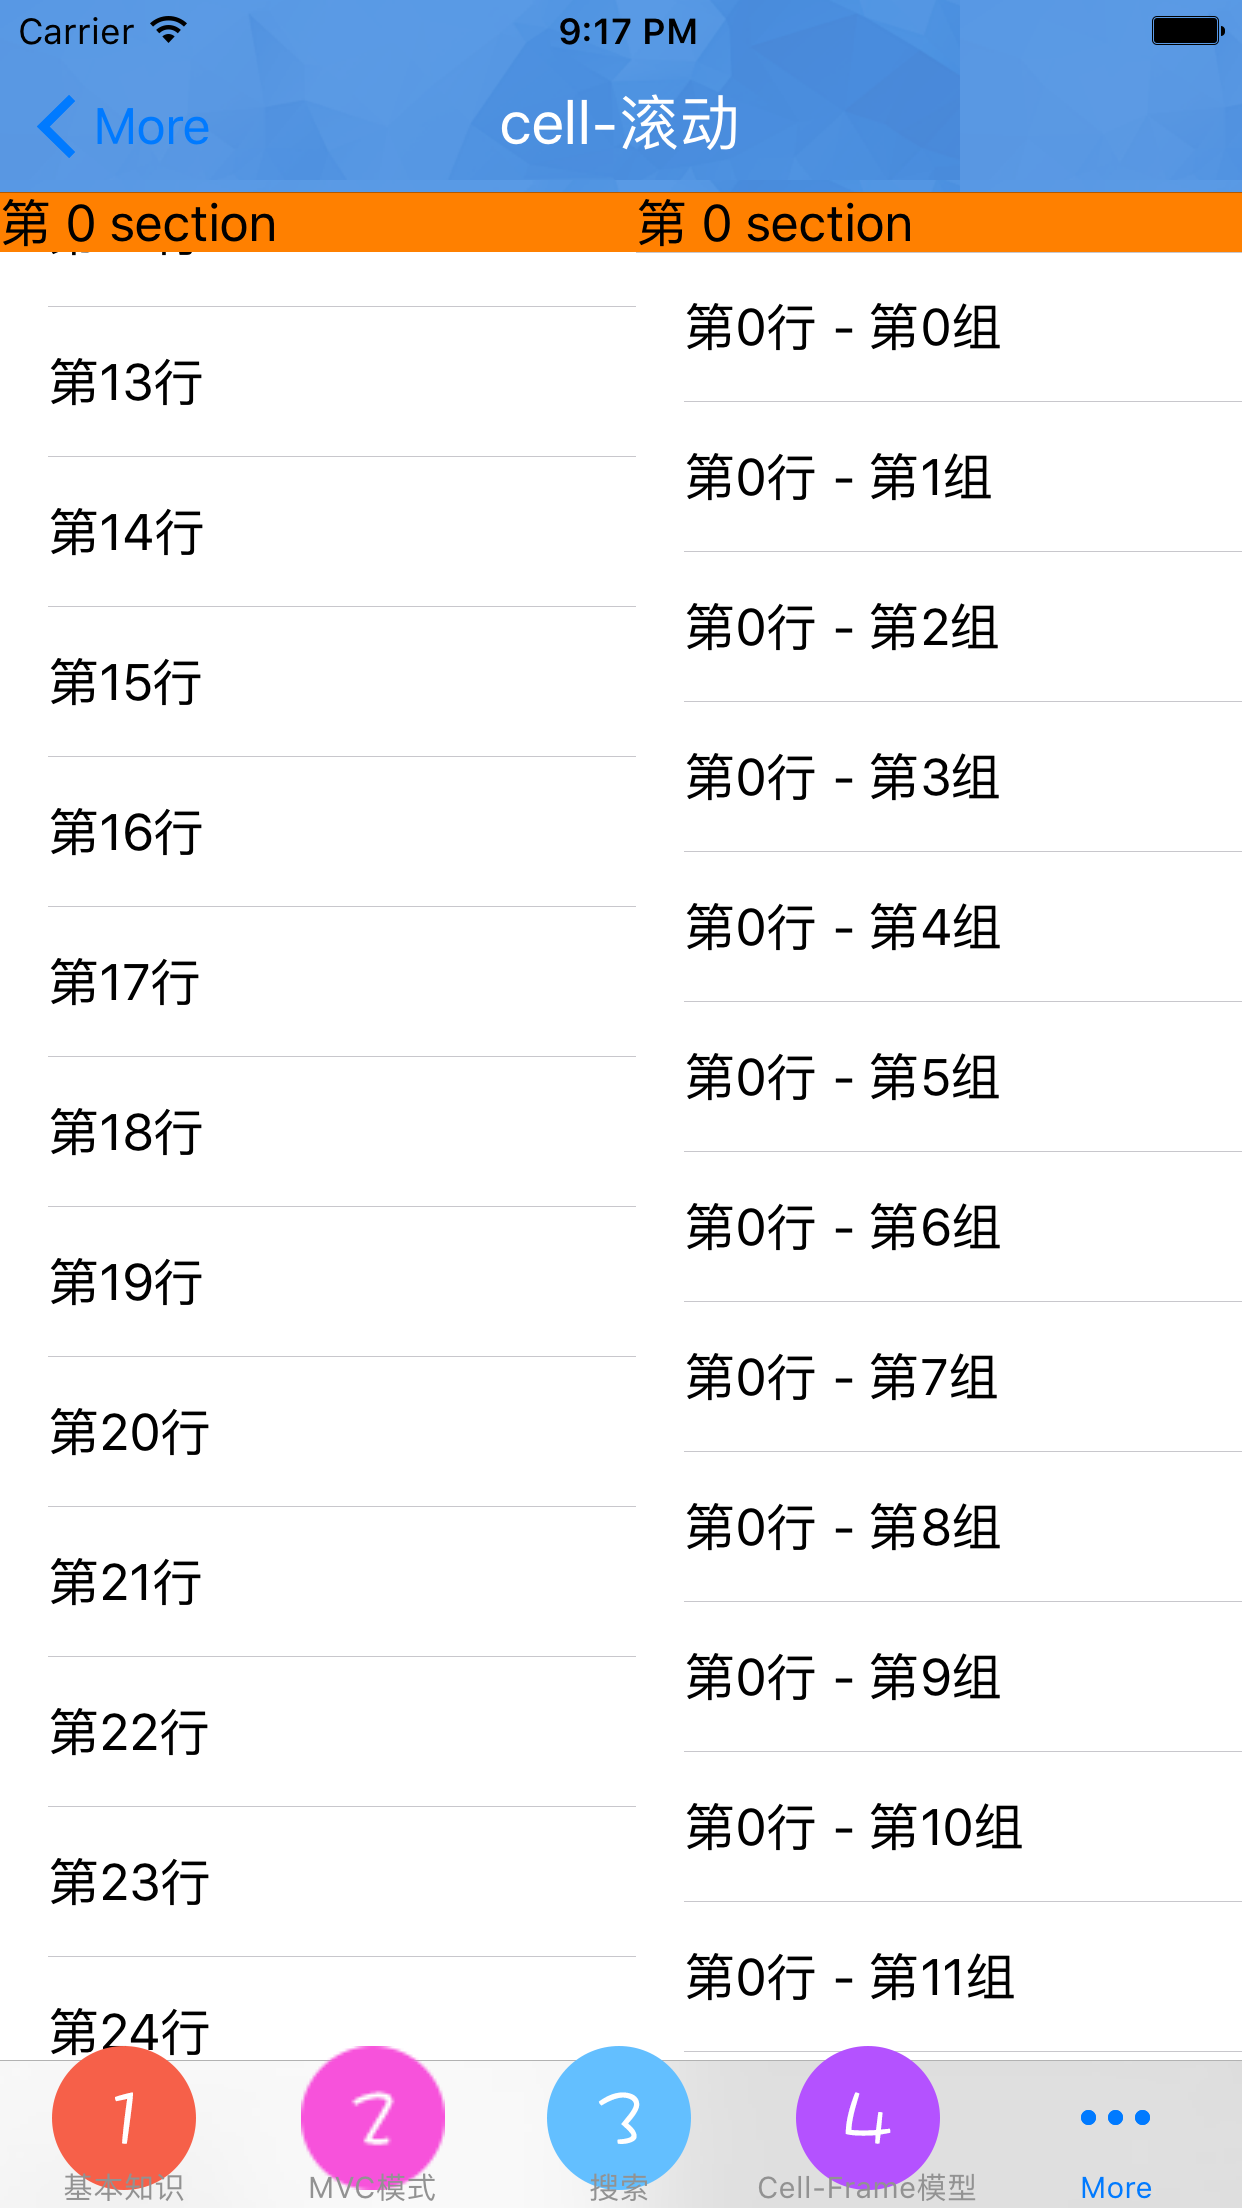 Carrier 9:17 PM
More cell-滚动
第 0 section
第13行
第14行
第15行
第16行
第17行
第18行
第19行
第20行
第21行
第22行
第23行
第24行
第 0 section
第0行 - 第0组
第0行 - 第1组
第0行 - 第2组
第0行 - 第3组
第0行 - 第4组
第0行 - 第5组
第0行 - 第6组
第0行 - 第7组
第0行 - 第8组
第0行 - 第9组
第0行 - 第10组
第0行 - 第11组
1 2 3 4
基本知识 MVC模式 搜索 Cell-Frame模型 More